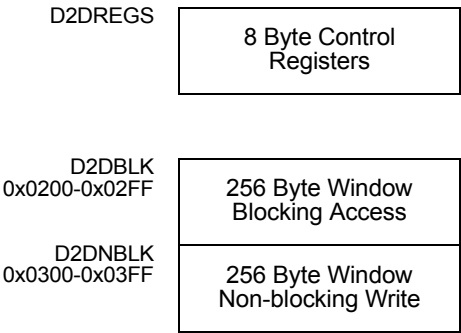 D2DREGS
8 Byte Control
Registers
D2DBLK
0x0200-0x02FF
256 Byte Window
Blocking Access
D2DNBLK
0x0300-0x03FF
256 Byte Window
Non-blocking Write